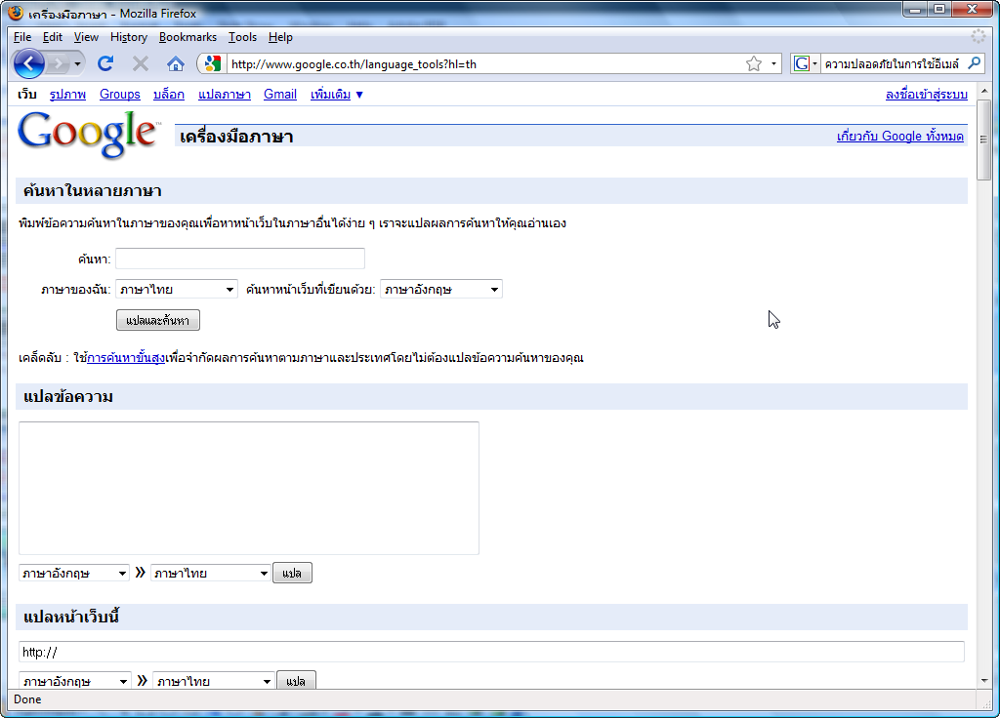 เครื่องมือภาษา - Mozilla Firefox
File Edit View History Bookmarks Tools Help
http://www.google.co.th/language_tools?hl=th G ความปลอดภัยในการใช้อีเมล์
เว็บ รูปภาพ Groups บล็อก แปลภาษา Gmail เพิ่มเติม ▼ ลงชื่อเข้าสู่ระบบ
Google™ เครื่องมือภาษา เกี่ยวกับ Google ทั้งหมด
ค้นหาในหลายภาษา
พิมพ์ข้อความค้นหาในภาษาของคุณเพื่อหาหน้าเว็บในภาษาอื่นได้ง่าย ๆ เราจะแปลผลการค้นหาให้คุณอ่านเอง
ค้นหา:
ภาษาของฉัน: ภาษาไทย ค้นหาหน้าเว็บที่เขียนด้วย: ภาษาอังกฤษ
แปลและค้นหา
เคล็ดลับ : ใช้การค้นหาขั้นสูงเพื่อจำกัดผลการค้นหาตามภาษาและประเทศโดยไม่ต้องแปลข้อความค้นหาของคุณ
แปลข้อความ
ภาษาอังกฤษ » ภาษาไทย แปล
แปลหน้าเว็บนี้
http://
ภาษาอังกฤษ » ภาษาไทย แปล
Done